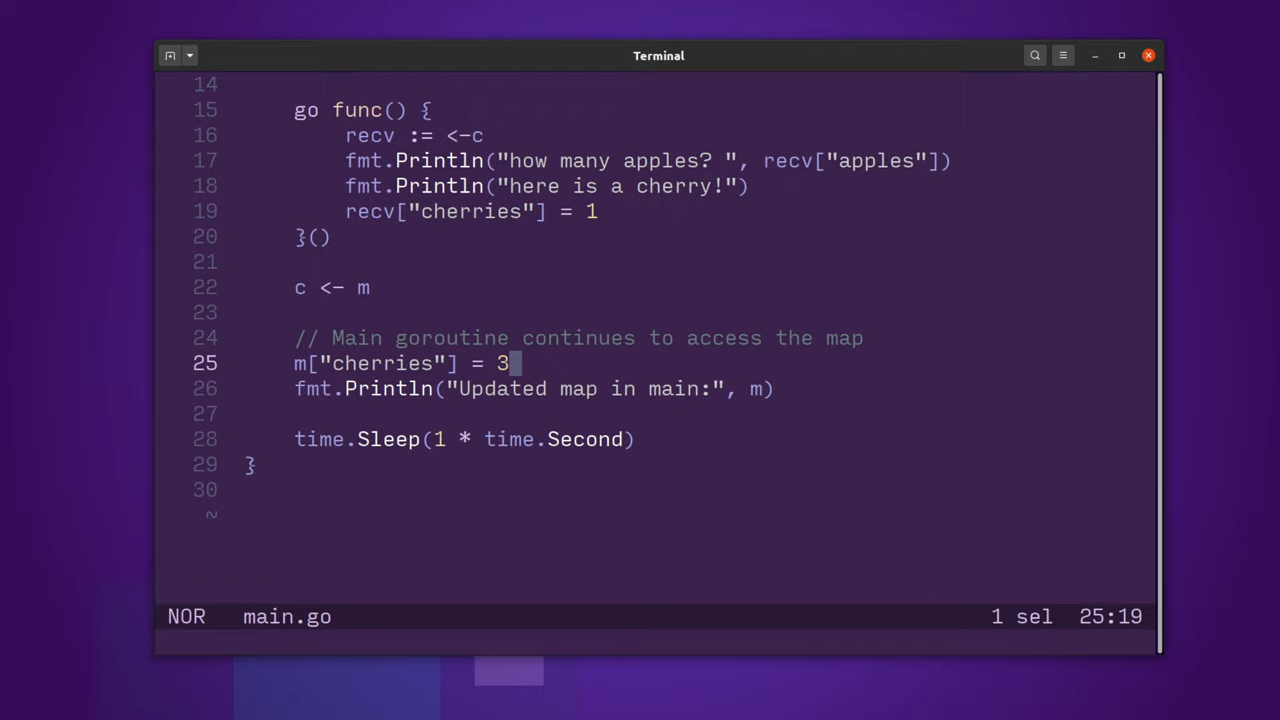 Terminal
14
15 go func() {
16 recv := <-c
17 fmt.Println("how many apples? ", recv["apples"])
18 fmt.Println("here is a cherry!")
19 recv["cherries"] = 1
20 }()
21
22 c <- m
23
24 // Main goroutine continues to access the map
25 m["cherries"] = 3
26 fmt.Println("Updated map in main:", m)
27
28 time.Sleep(1 * time.Second)
29 }
30
~
NOR main.go 1 sel 25:19